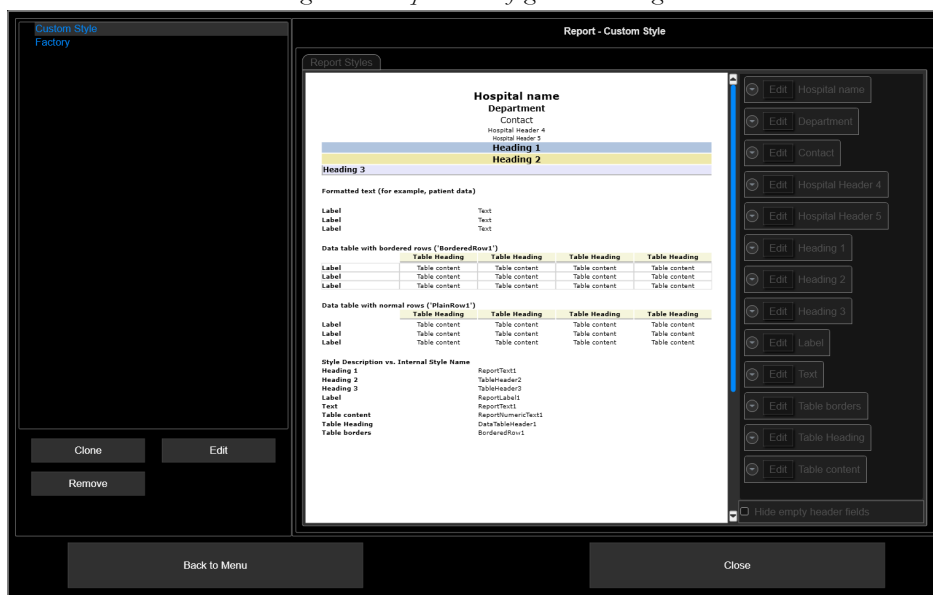 Custom Style
Factory
Clone
Edit
Remove
Report - Custom Style
Report Styles
Hospital name
Department
Contact
Hospital Header 4
Hospital Header 5
Heading 1
Heading 2
Heading 3
Formatted text (for example, patient data)
Label Text
Label Text
Label Text
Data table with bordered rows ('BorderedRow1')
Table Heading Table Heading Table Heading Table Heading
Label Table content Table content Table content Table content
Label Table content Table content Table content Table content
Label Table content Table content Table content Table content
Data table with normal rows ('PlainRow1')
Table Heading Table Heading Table Heading Table Heading
Label Table content Table content Table content Table content
Label Table content Table content Table content Table content
Label Table content Table content Table content Table content
Style Description vs. Internal Style Name
Heading 1 ReportText1
Heading 2 TableHeader2
Heading 3 TableHeader3
Label ReportLabel1
Text ReportText1
Table content ReportNumericText1
Table Heading DataTableHeader1
Table borders BorderedRow1
Edit Hospital name
Edit Department
Edit Contact
Edit Hospital Header 4
Edit Hospital Header 5
Edit Heading 1
Edit Heading 2
Edit Heading 3
Edit Label
Edit Text
Edit Table borders
Edit Table Heading
Edit Table content
Hide empty header fields
Back to Menu
Close